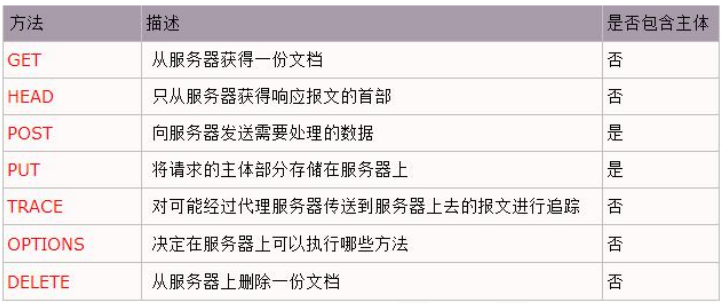 方法 描述 是否包含主体
GET 从服务器获得一份文档 否
HEAD 只从服务器获得响应报文的首部 否
POST 向服务器发送需要处理的数据 是
PUT 将请求的主体部分存储在服务器上 是
TRACE 对可能经过代理服务器传送到服务器上去的报文进行追踪 否
OPTIONS 决定在服务器上可以执行哪些方法 否
DELETE 从服务器上删除一份文档 否